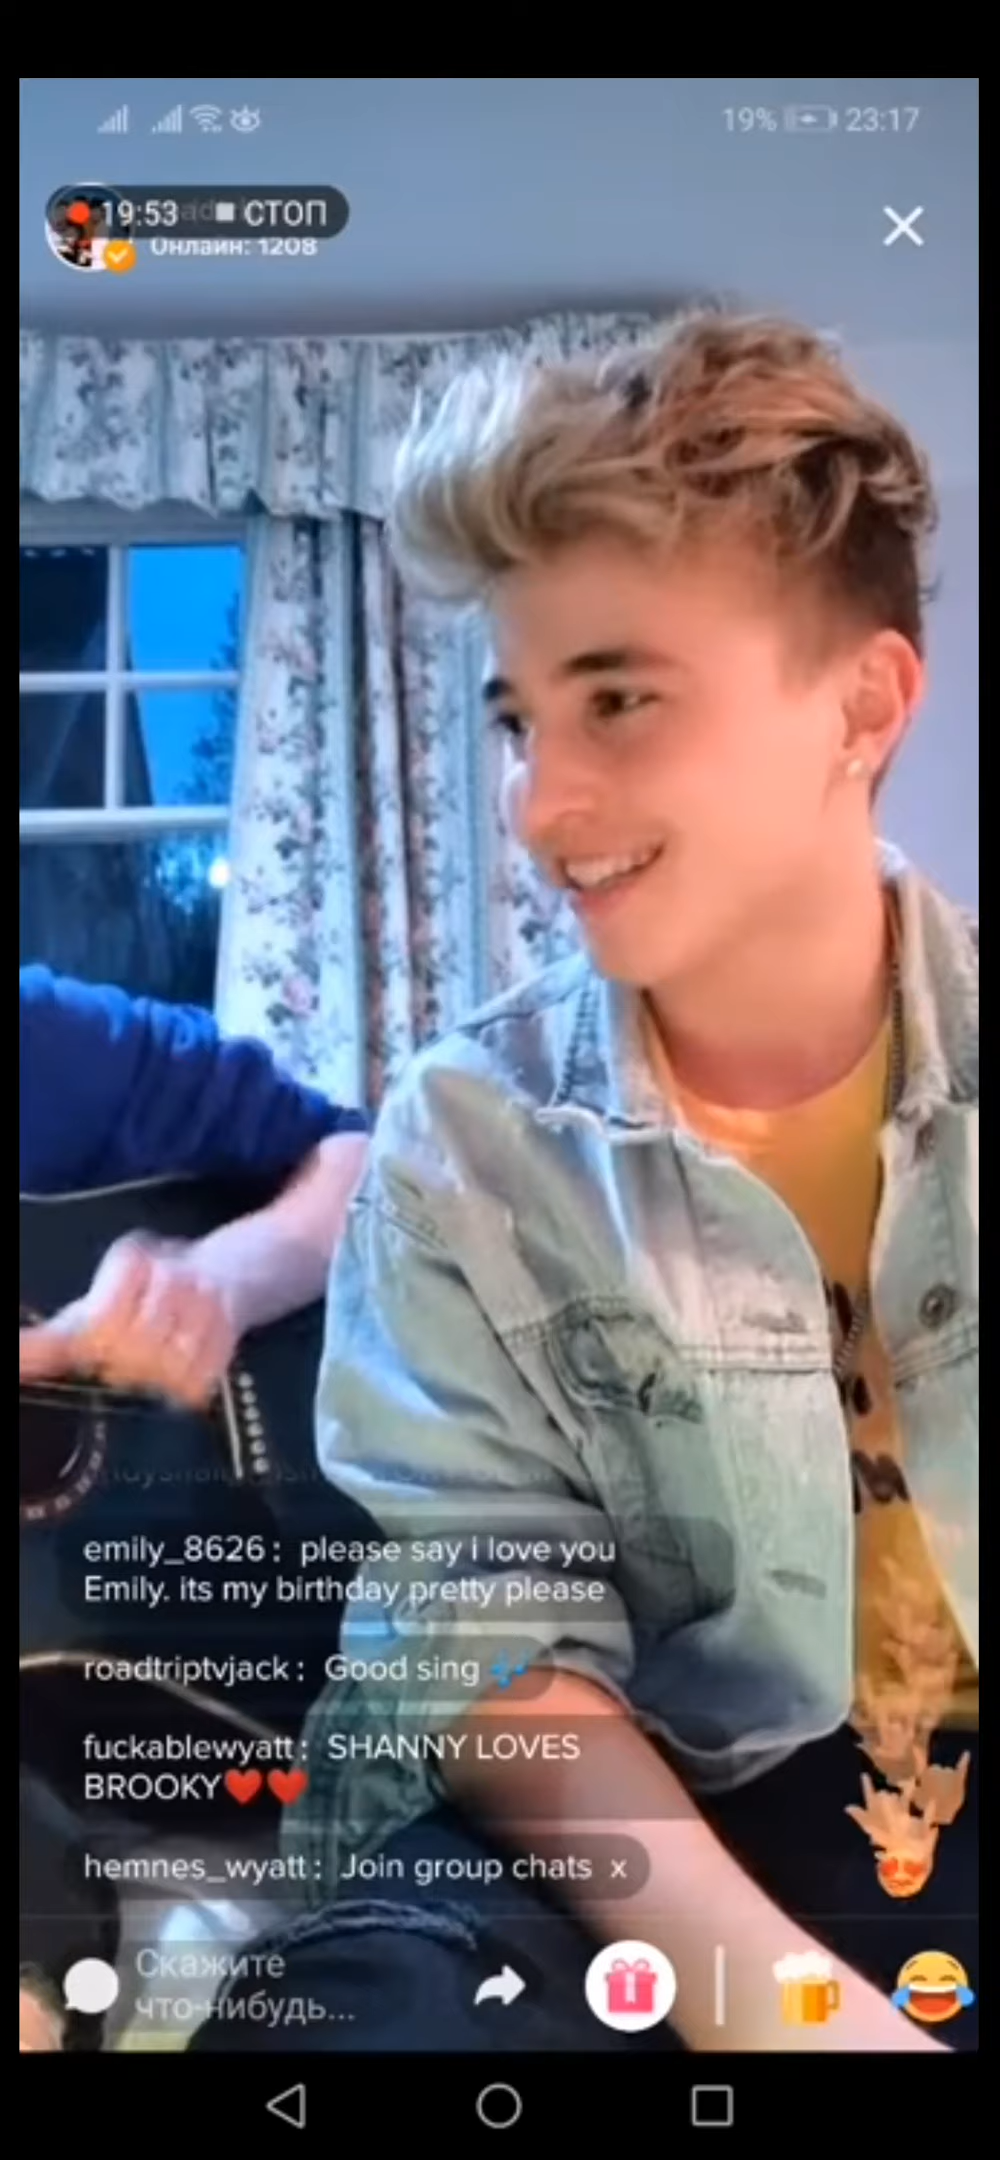 19% 23:17
19:53 СТОП
Онлайн: 1208
emily_8626: please say i love you
Emily. its my birthday pretty please
roadtriptvjack: Good sing
fuckablewyatt: SHANNY LOVES
BROOKY❤️❤️
hemnes_wyatt: Join group chats x
Скажите
что-нибудь...